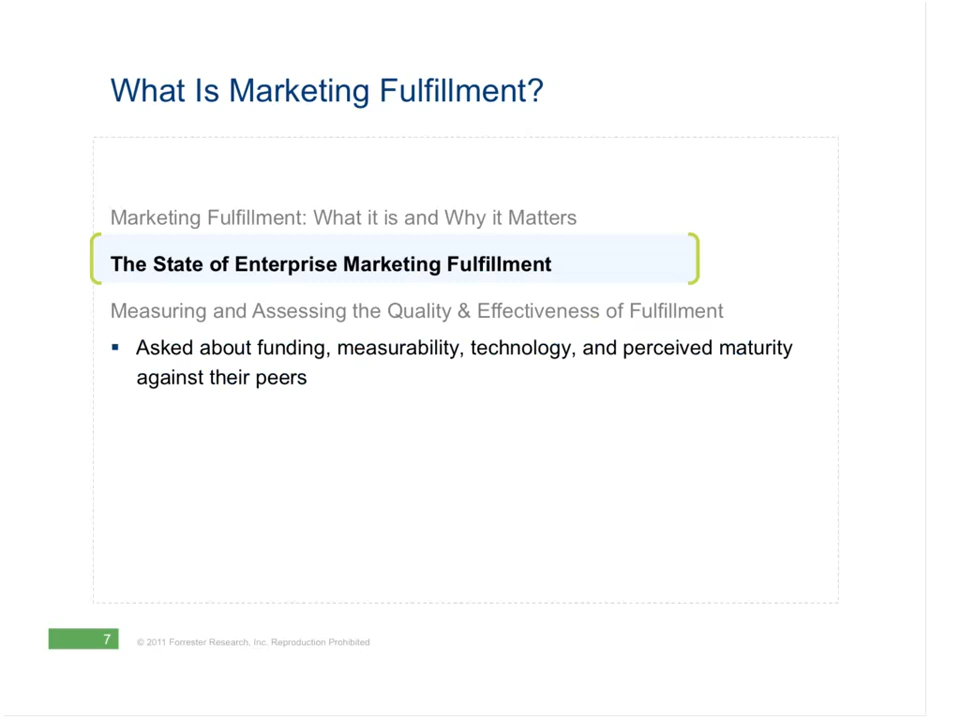 What Is Marketing Fulfillment?
Marketing Fulfillment: What it is and Why it Matters
The State of Enterprise Marketing Fulfillment
Measuring and Assessing the Quality & Effectiveness of Fulfillment
▪ Asked about funding, measurability, technology, and perceived maturity
against their peers
7
© 2011 Forrester Research, Inc. Reproduction Prohibited